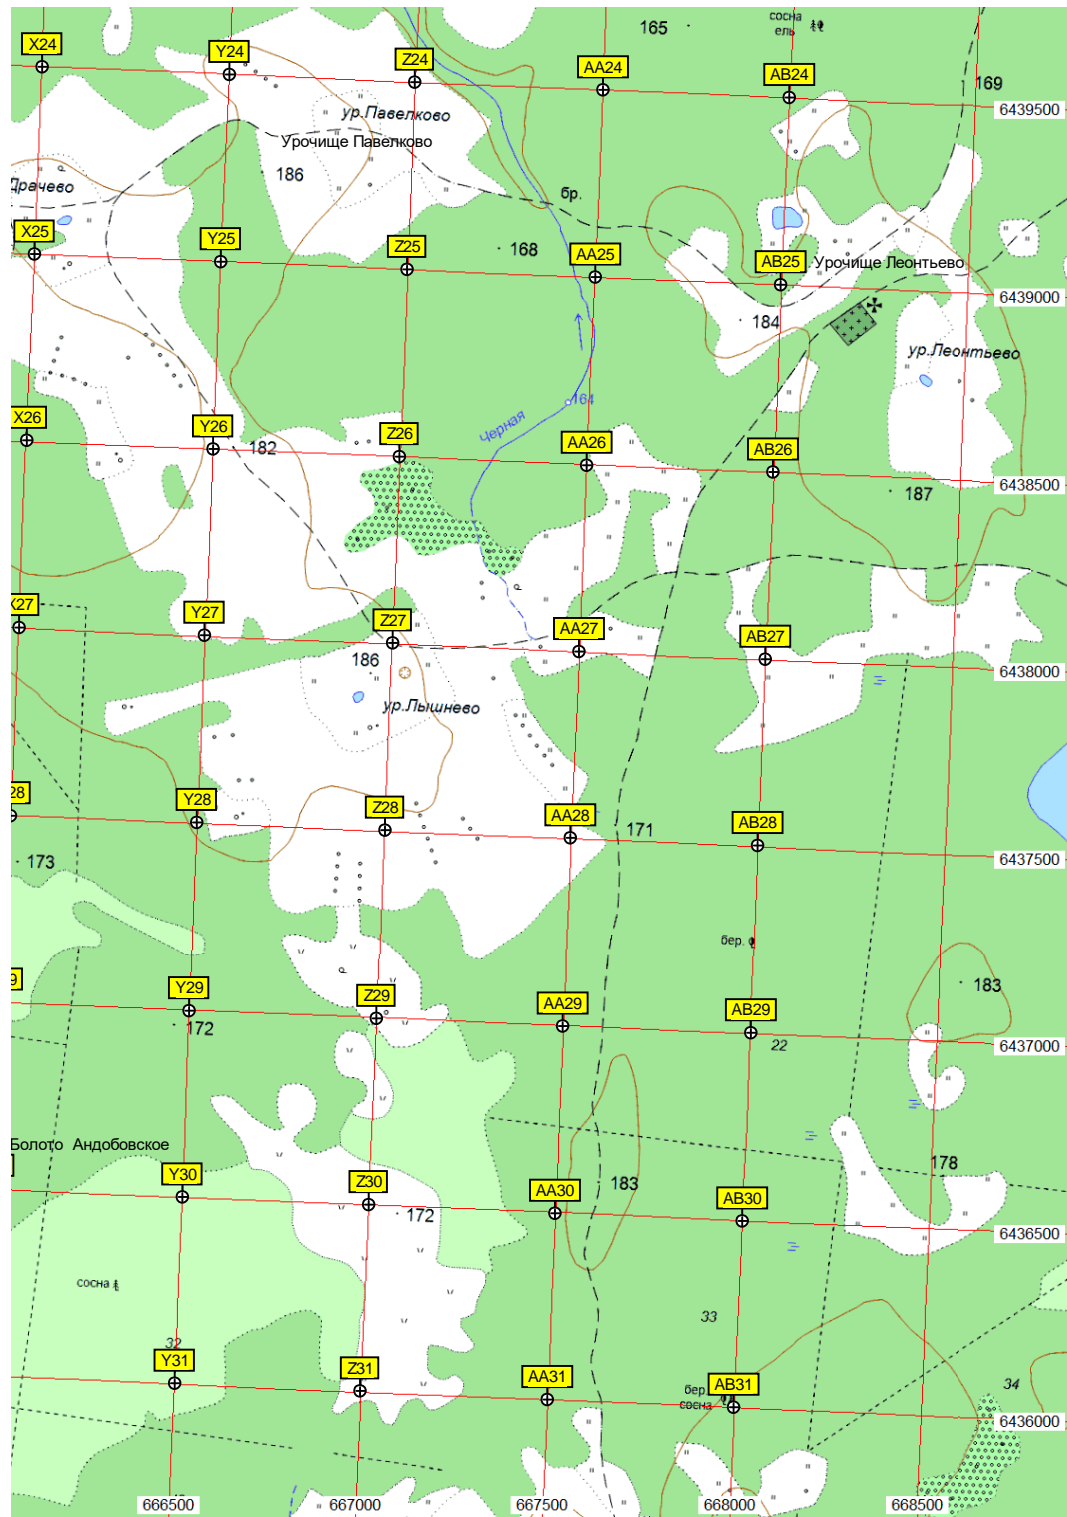 165
сосна
ель
X24
Y24
Z24
AA24
AB24
169
6439500
ур.Павелково
Урочище Павелково
186
Драчево
бр.
X25
Y25
Z25
168
AA25
AB25
Урочище Леонтьево
6439000
184
ур.Леонтьево
164
Черная
X26
Y26
182
Z26
AA26
AB26
6438500
187
X27
Y27
Z27
AA27
AB27
186
6438000
ур.Лышнево
28
Y28
Z28
AA28
171
AB28
6437500
173
бер.
9
Y29
Z29
AA29
AB29
183
172
22
6437000
Болото Андобовское
178
Y30
Z30
AA30
183
AB30
172
6436500
сосна
33
32
Y31
Z31
AA31
AB31
бер.
сосна
34
6436000
666500
667000
667500
668000
668500